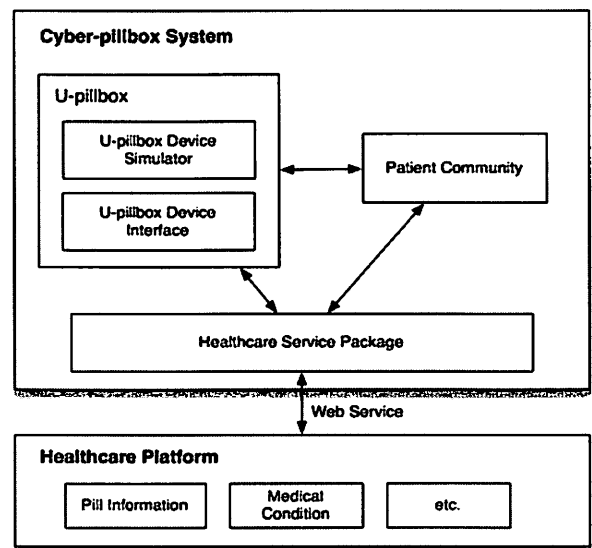 Cyber-pillbox System
U-pillbox
U-pillbox Device
Simulator
U-pillbox Device
Interface
Patient Community
Healthcare Service Package
Web Service
Healthcare Platform
Pill Information
Medical
Condition
etc.